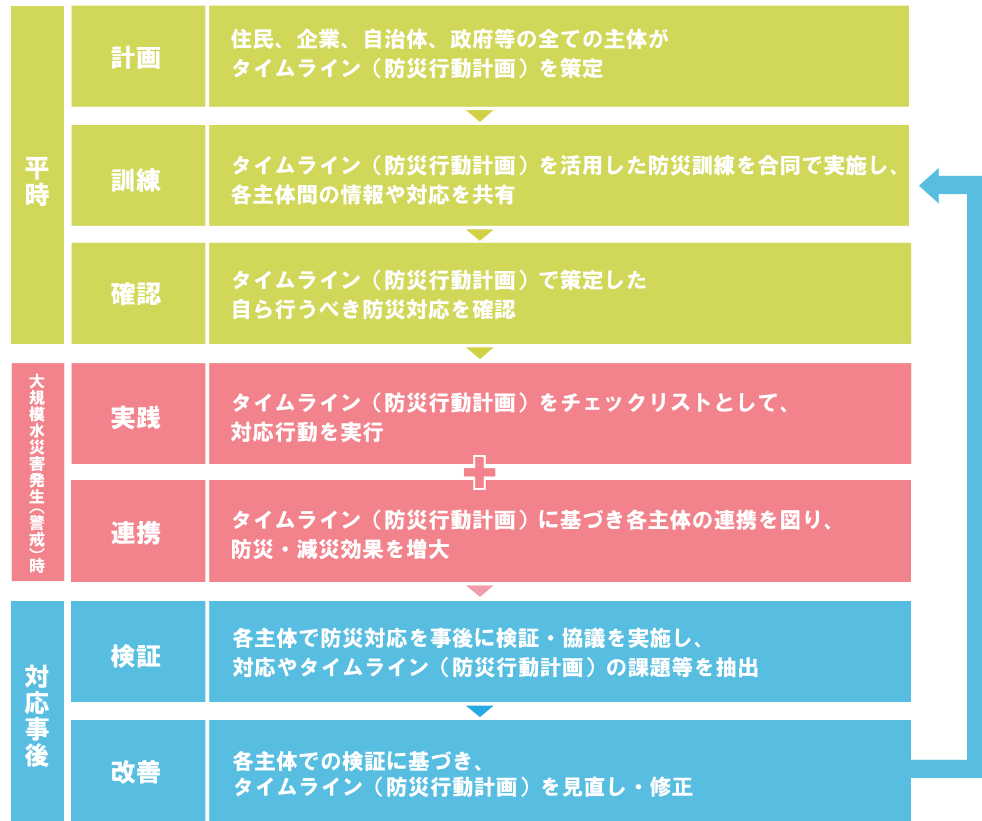 平時
計画
住民、企業、自治体、政府等の全ての主体が
タイムライン（防災行動計画）を策定
訓練
タイムライン（防災行動計画）を活用した防災訓練を合同で実施し、
各主体間の情報や対応を共有
確認
タイムライン（防災行動計画）で策定した
自ら行うべき防災対応を確認
大規模水災害発生（警戒）時
実践
タイムライン（防災行動計画）をチェックリストとして、
対応行動を実行
連携
タイムライン（防災行動計画）に基づき各主体の連携を図り、
防災・減災効果を増大
対応事後
検証
各主体で防災対応を事後に検証・協議を実施し、
対応やタイムライン（防災行動計画）の課題等を抽出
改善
各主体での検証に基づき、
タイムライン（防災行動計画）を見直し・修正